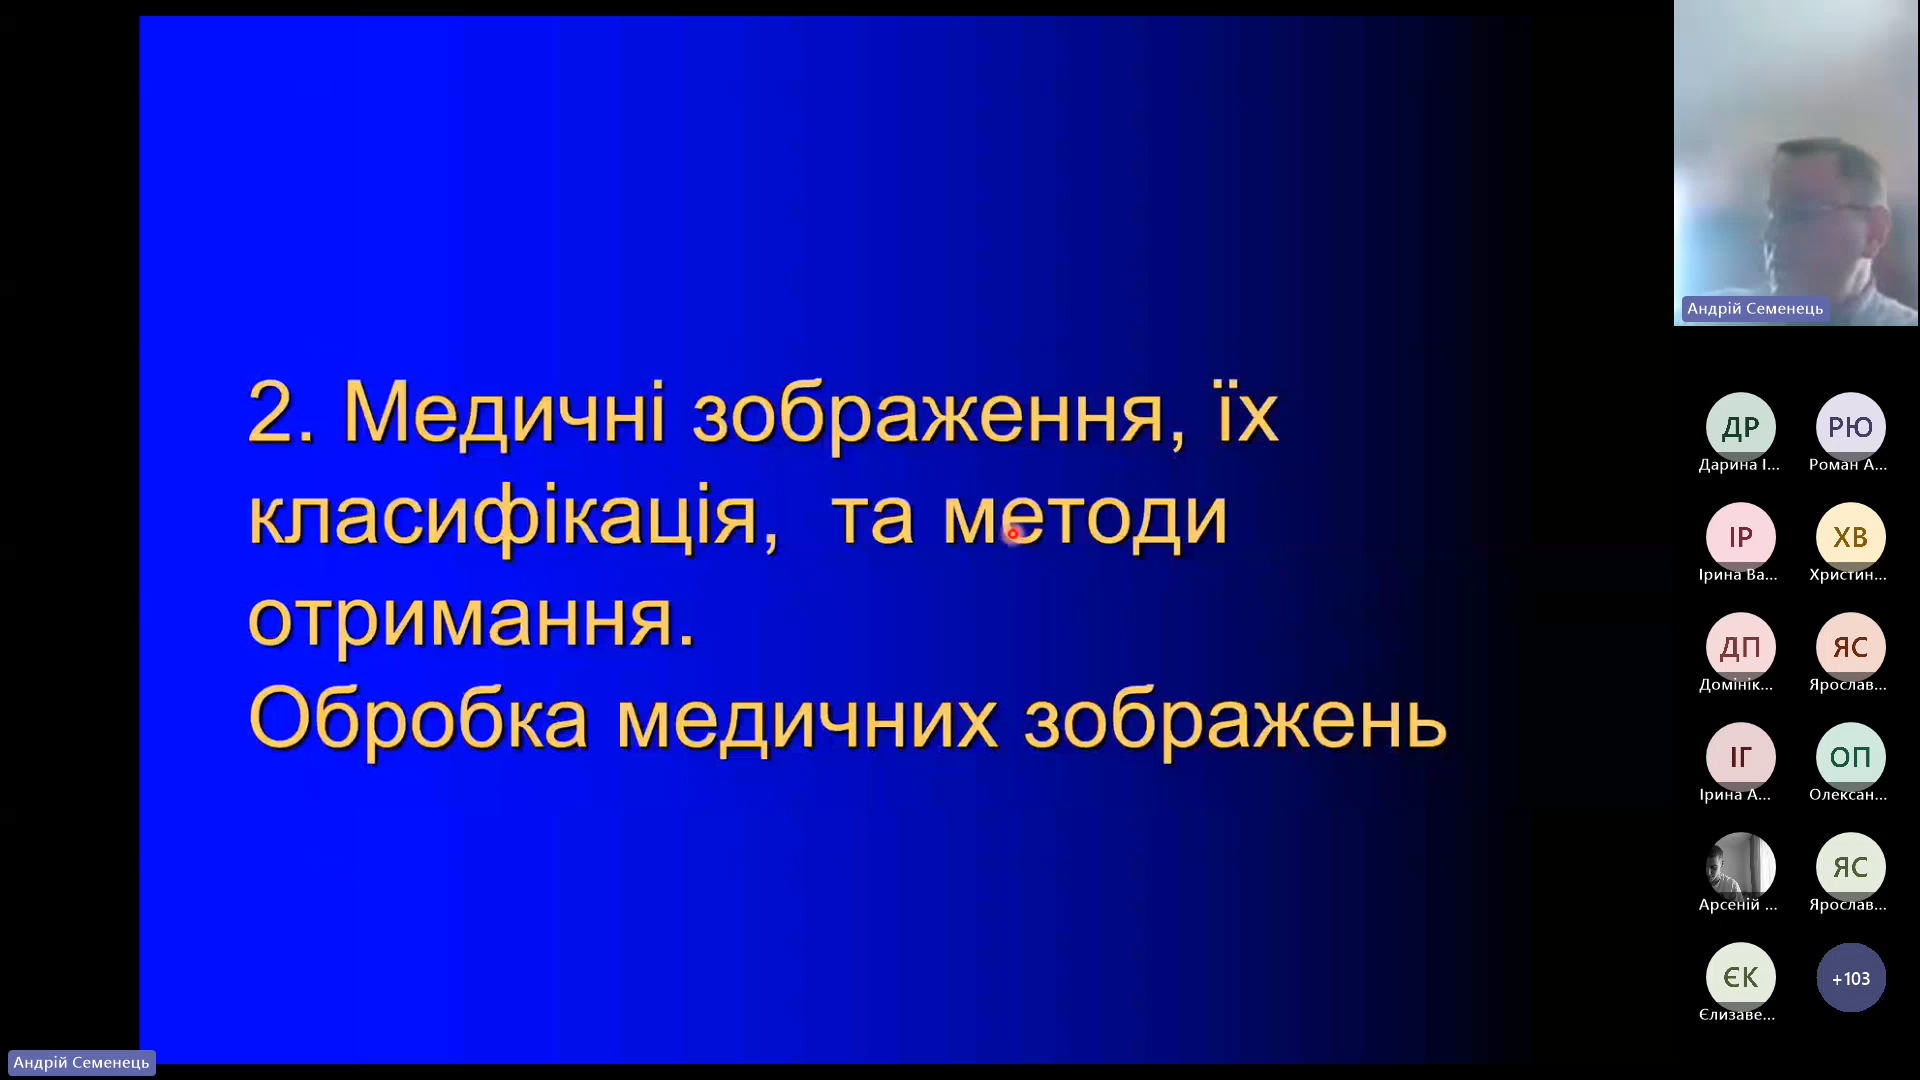 2. Медичні зображення, їх
класифікація, та методи
отримання.
Обробка медичних зображень
Андрій Семенець
ДР
РЮ
Дарина І...
Роман А...
ІР
ХВ
Ірина Ва...
Христин...
ДП
ЯС
Домінік...
Ярослав...
ІГ
ОП
Ірина А...
Олексан...
ЯС
Арсеній ...
Ярослав...
ЄК
+103
Єлизаве...
Андрій Семенець